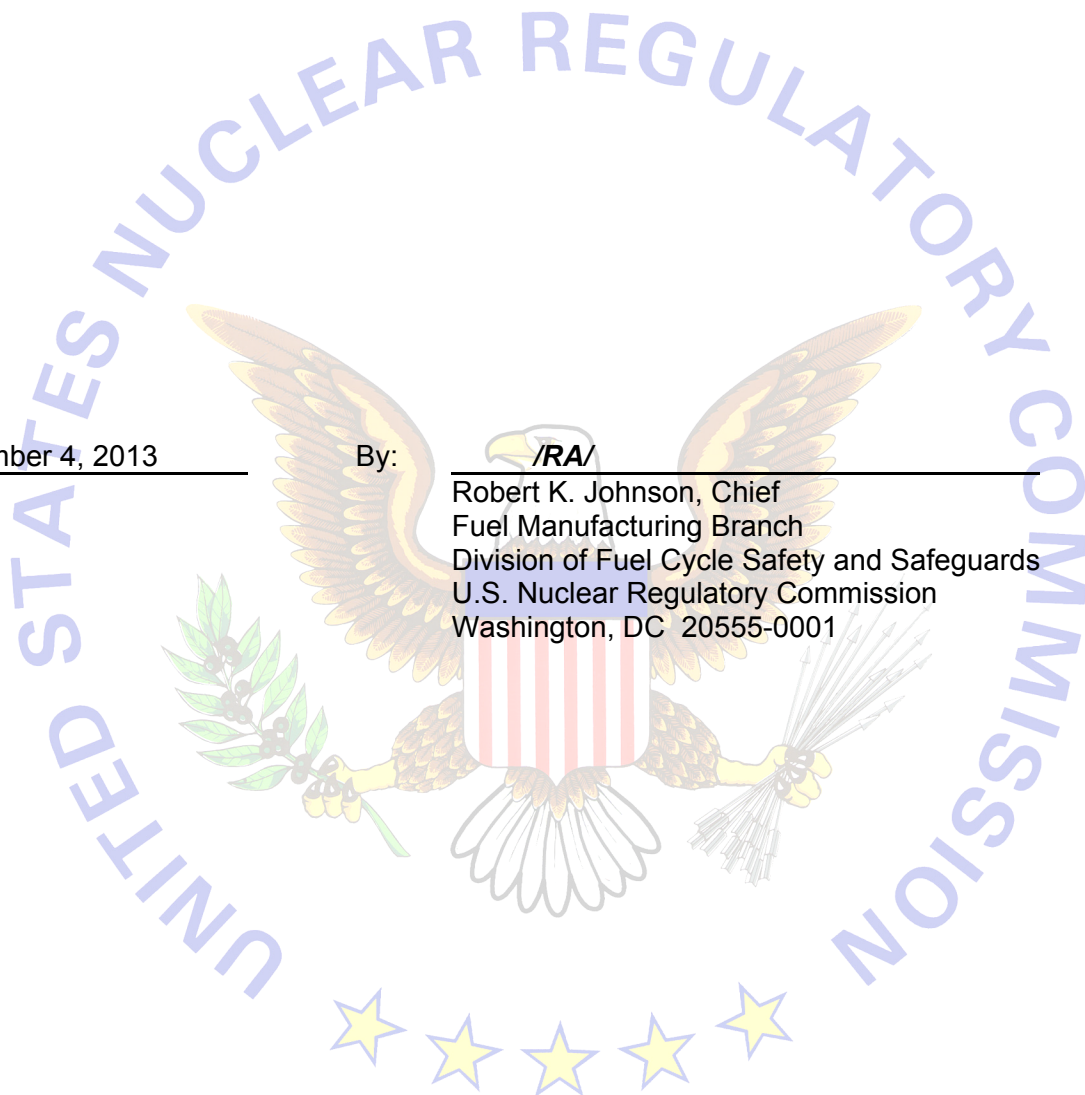 UNITED STATES NUCLEAR REGULATORY COMMISSION
4, 2013
By:
/RA/
Robert K. Johnson, Chief
Fuel Manufacturing Branch
Division of Fuel Cycle Safety and Safeguards
U.S. Nuclear Regulatory Commission
Washington, DC 20555-0001